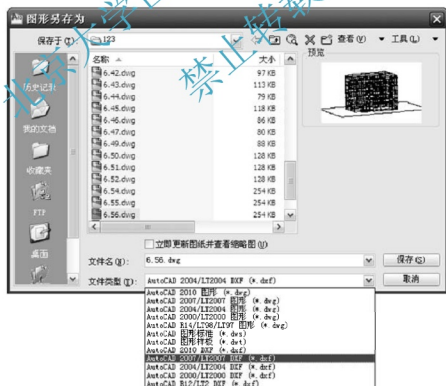 图形另存为
保存于(I):
123
查看(V)
工具(L)
名称
大小
预览
6.42.dwg 97 KB
6.43.dwg 113 KB
6.44.dwg 79 KB
6.45.dwg 118 KB
6.46.dwg 86 KB
6.47.dwg 80 KB
6.49.dwg 88 KB
6.50.dwg 128 KB
6.51.dwg 128 KB
6.52.dwg 128 KB
6.54.dwg 254 KB
6.55.dwg 254 KB
6.56.dwg 254 KB
历史记录
我的文档
收藏夹
FTP
桌面
立即更新图纸并查看缩略图(U)
文件名(N): 6.56.dwg 保存(S)
文件类型(T): AutoCAD 2004/LT2004 DXF (*.dxf) 取消
AutoCAD 2010 图形 (*.dwg)
AutoCAD 2007/LT2007 图形 (*.dwg)
AutoCAD 2004/LT2004 图形 (*.dwg)
AutoCAD 2000/LT2000 图形 (*.dwg)
AutoCAD R14/LT98/LT97 图形 (*.dwg)
AutoCAD 图形标准 (*.dws)
AutoCAD 图形样板 (*.dwt)
AutoCAD 2010 DXF (*.dxf)
AutoCAD 2007/LT2007 DXF (*.dxf)
AutoCAD 2004/LT2004 DXF (*.dxf)
AutoCAD 2000/LT2000 DXF (*.dxf)
AutoCAD R12/LT2 DXF (*.dxf)
北京大学出
禁止转